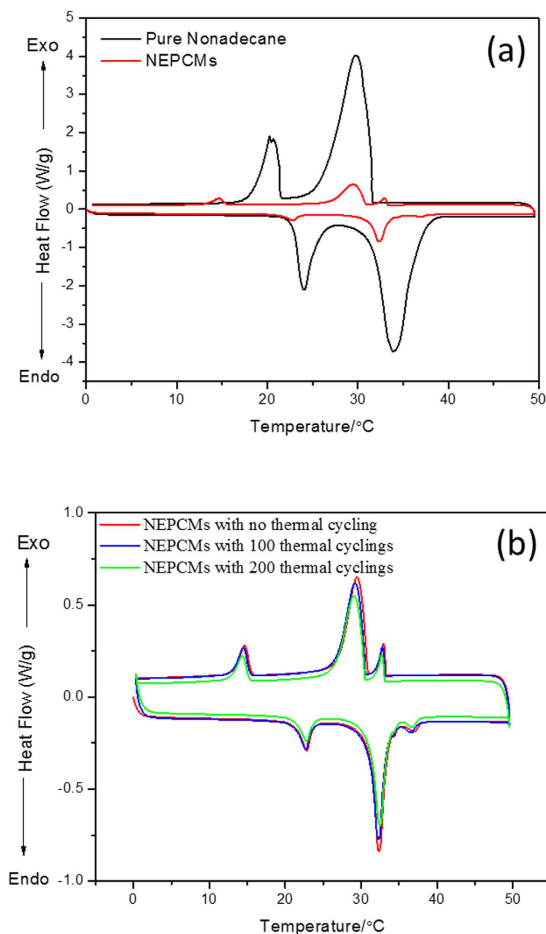 (a)
Pure Nonadecane
NEPCMs
Exo
Heat Flow (W/g)
Endo
5
4
3
2
1
0
-1
-2
-3
-4
0 10 20 30 40 50
Temperature/°C
(b)
NEPCMs with no thermal cycling
NEPCMs with 100 thermal cyclings
NEPCMs with 200 thermal cyclings
Exo
Heat Flow (W/g)
Endo
1.0
0.5
0.0
-0.5
-1.0
0 10 20 30 40 50
Temperature/°C